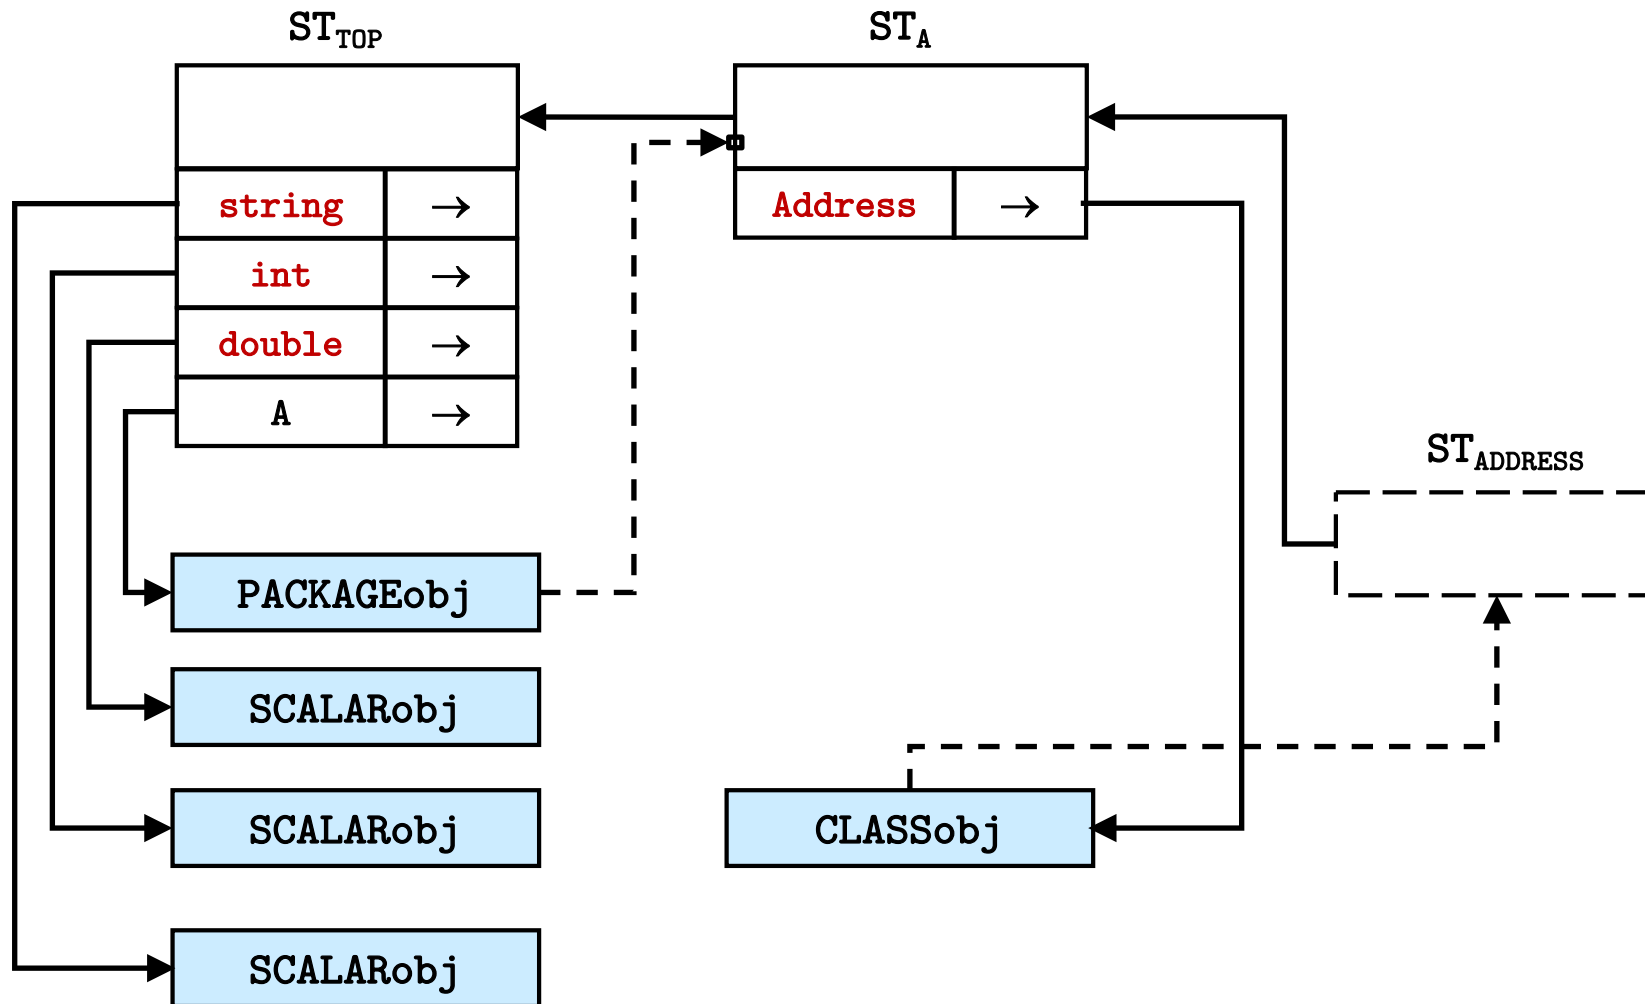 ST_TOP
string →
int →
double →
A →
PACKAGEobj
SCALARobj
SCALARobj
SCALARobj
ST_A
Address →
CLASSobj
ST_ADDRESS